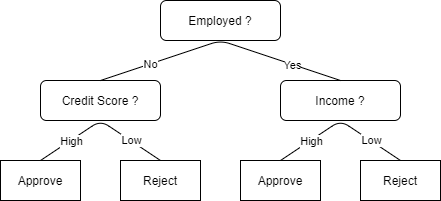 Employed ?
No
Yes
Credit Score ?
Income ?
High
Low
High
Low
Approve
Reject
Approve
Reject